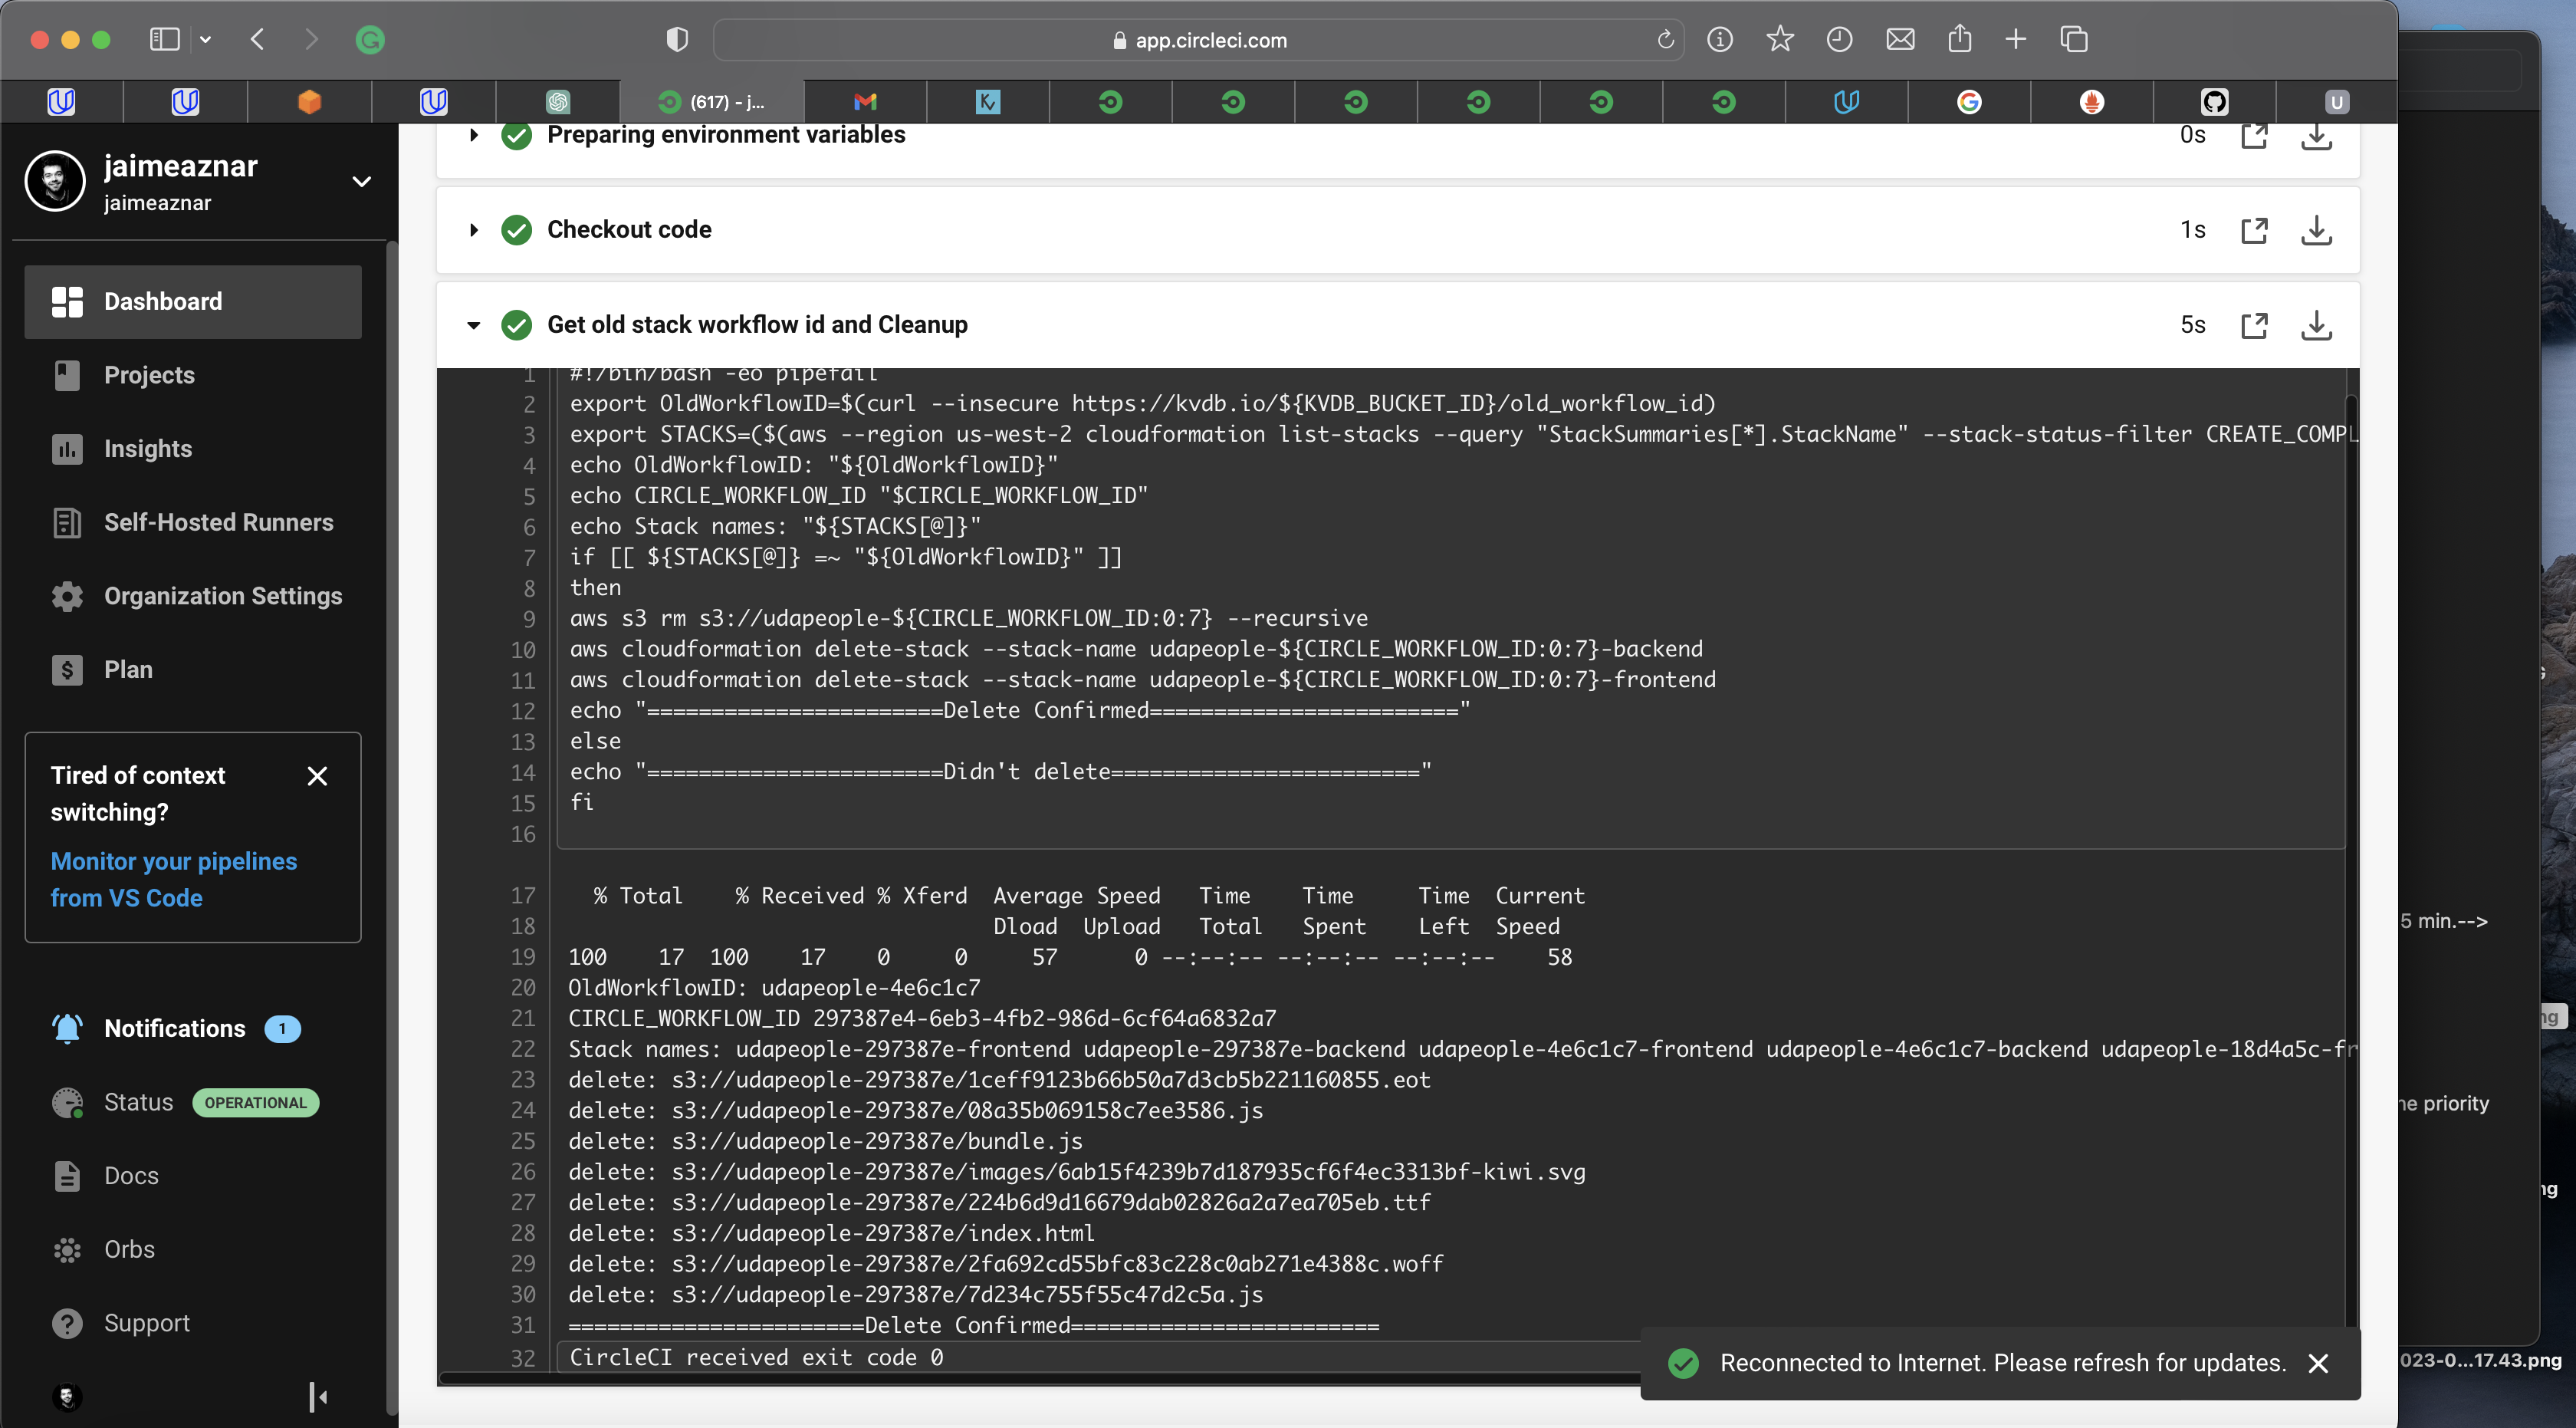 app.circleci.com
(617) - j...
U
jaimeaznar
jaimeaznar
Dashboard
Projects
Insights
Self-Hosted Runners
Organization Settings
Plan
Tired of context
switching?
Monitor your pipelines
from VS Code
Notifications 1
Status OPERATIONAL
Docs
Orbs
Support
Preparing environment variables 0s
Checkout code 1s
Get old stack workflow id and Cleanup 5s
1 #!/bin/bash -eo pipefail
2 export OldWorkflowID=$(curl --insecure https://kvdb.io/${KVDB_BUCKET_ID}/old_workflow_id)
3 export STACKS=($(aws --region us-west-2 cloudformation list-stacks --query "StackSummaries[*].StackName" --stack-status-filter CREATE_COMPL
4 echo OldWorkflowID: "${OldWorkflowID}"
5 echo CIRCLE_WORKFLOW_ID "$CIRCLE_WORKFLOW_ID"
6 echo Stack names: "${STACKS[@]}"
7 if [[ ${STACKS[@]} =~ "${OldWorkflowID}" ]]
8 then
9 aws s3 rm s3://udapeople-${CIRCLE_WORKFLOW_ID:0:7} --recursive
10 aws cloudformation delete-stack --stack-name udapeople-${CIRCLE_WORKFLOW_ID:0:7}-backend
11 aws cloudformation delete-stack --stack-name udapeople-${CIRCLE_WORKFLOW_ID:0:7}-frontend
12 echo "=======================Delete Confirmed========================"
13 else
14 echo "=======================Didn't delete========================"
15 fi
16
17 % Total % Received % Xferd Average Speed Time Time Time Current
18 Dload Upload Total Spent Left Speed
19 100 17 100 17 0 0 57 0 --:--:-- --:--:-- --:--:-- 58
20 OldWorkflowID: udapeople-4e6c1c7
21 CIRCLE_WORKFLOW_ID 297387e4-6eb3-4fb2-986d-6cf64a6832a7
22 Stack names: udapeople-297387e-frontend udapeople-297387e-backend udapeople-4e6c1c7-frontend udapeople-4e6c1c7-backend udapeople-18d4a5c-fr
23 delete: s3://udapeople-297387e/1ceff9123b66b50a7d3cb5b221160855.eot
24 delete: s3://udapeople-297387e/08a35b069158c7ee3586.js
25 delete: s3://udapeople-297387e/bundle.js
26 delete: s3://udapeople-297387e/images/6ab15f4239b7d187935cf6f4ec3313bf-kiwi.svg
27 delete: s3://udapeople-297387e/224b6d9d16679dab02826a2a7ea705eb.ttf
28 delete: s3://udapeople-297387e/index.html
29 delete: s3://udapeople-297387e/2fa692cd55bfc83c228c0ab271e4388c.woff
30 delete: s3://udapeople-297387e/7d234c755f55c47d2c5a.js
31 =======================Delete Confirmed========================
32 CircleCI received exit code 0
Reconnected to Internet. Please refresh for updates.
5 min.-->
ng
ne priority
ng
023-0...17.43.png